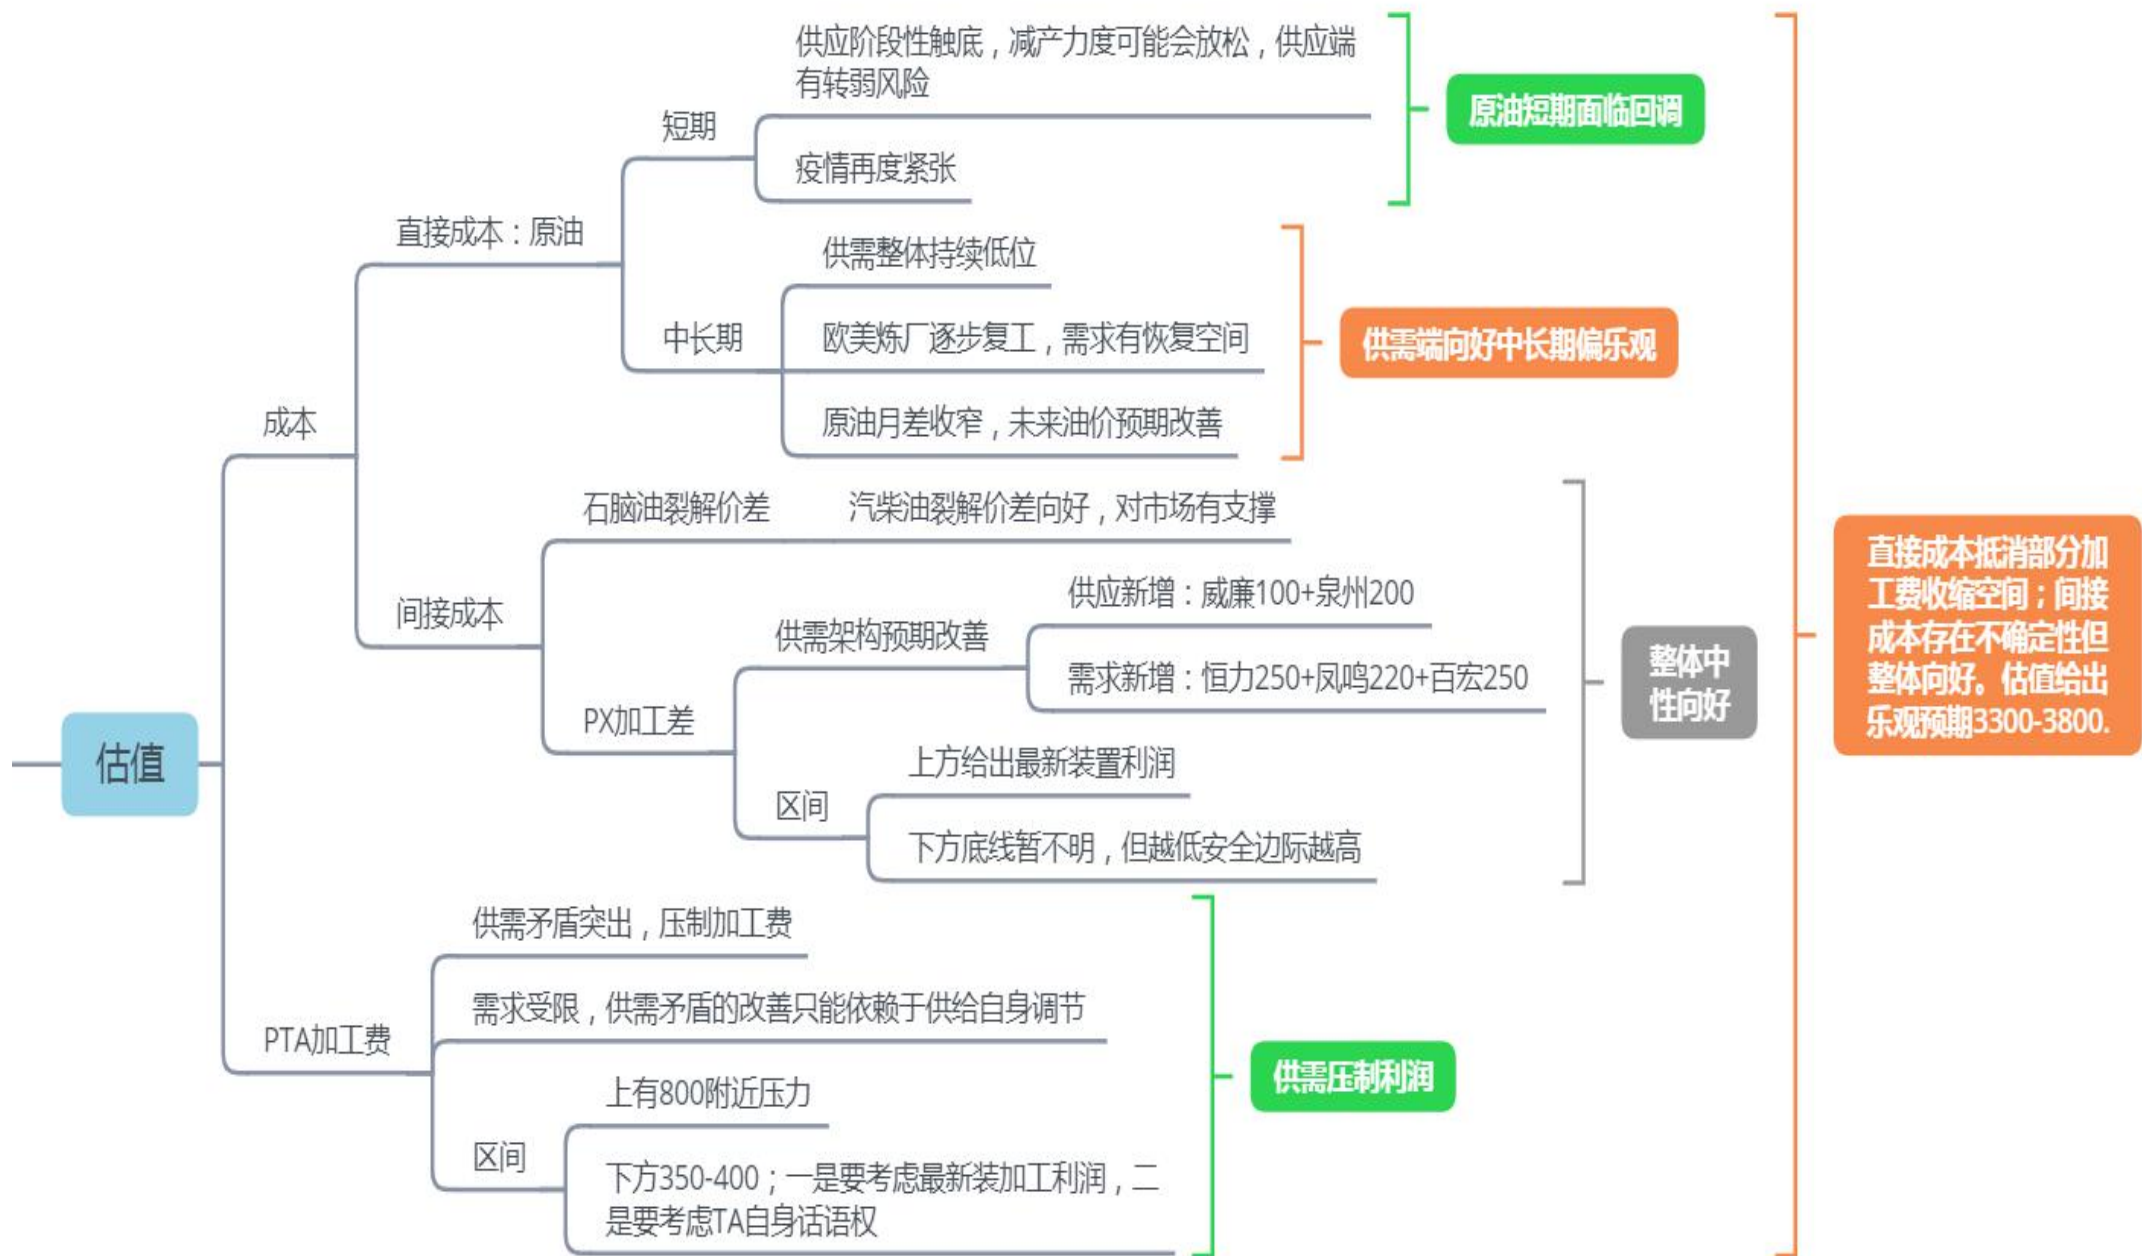 供应阶段性触底，减产力度可能会放松，供应端
有转弱风险
原油短期面临回调
短期
疫情再度紧张
直接成本：原油
供需整体持续低位
中长期
欧美炼厂逐步复工，需求有恢复空间
供需端向好中长期偏乐观
原油月差收窄，未来油价预期改善
成本
石脑油裂解价差
汽柴油裂解价差向好，对市场有支撑
间接成本
供需架构预期改善
供应新增：威廉100+泉州200
需求新增：恒力250+凤鸣220+百宏250
PX加工差
整体中
性向好
直接成本抵消部分加
工费收缩空间；间接
成本存在不确定性但
整体向好。估值给出
乐观预期3300-3800.
上方给出最新装置利润
区间
下方底线暂不明，但越低安全边际越高
估值
供需矛盾突出，压制加工费
需求受限，供需矛盾的改善只能依赖于供给自身调节
PTA加工费
供需压制利润
上有800附近压力
区间
下方350-400；一是要考虑最新装加工利润，二
是要考虑TA自身话语权